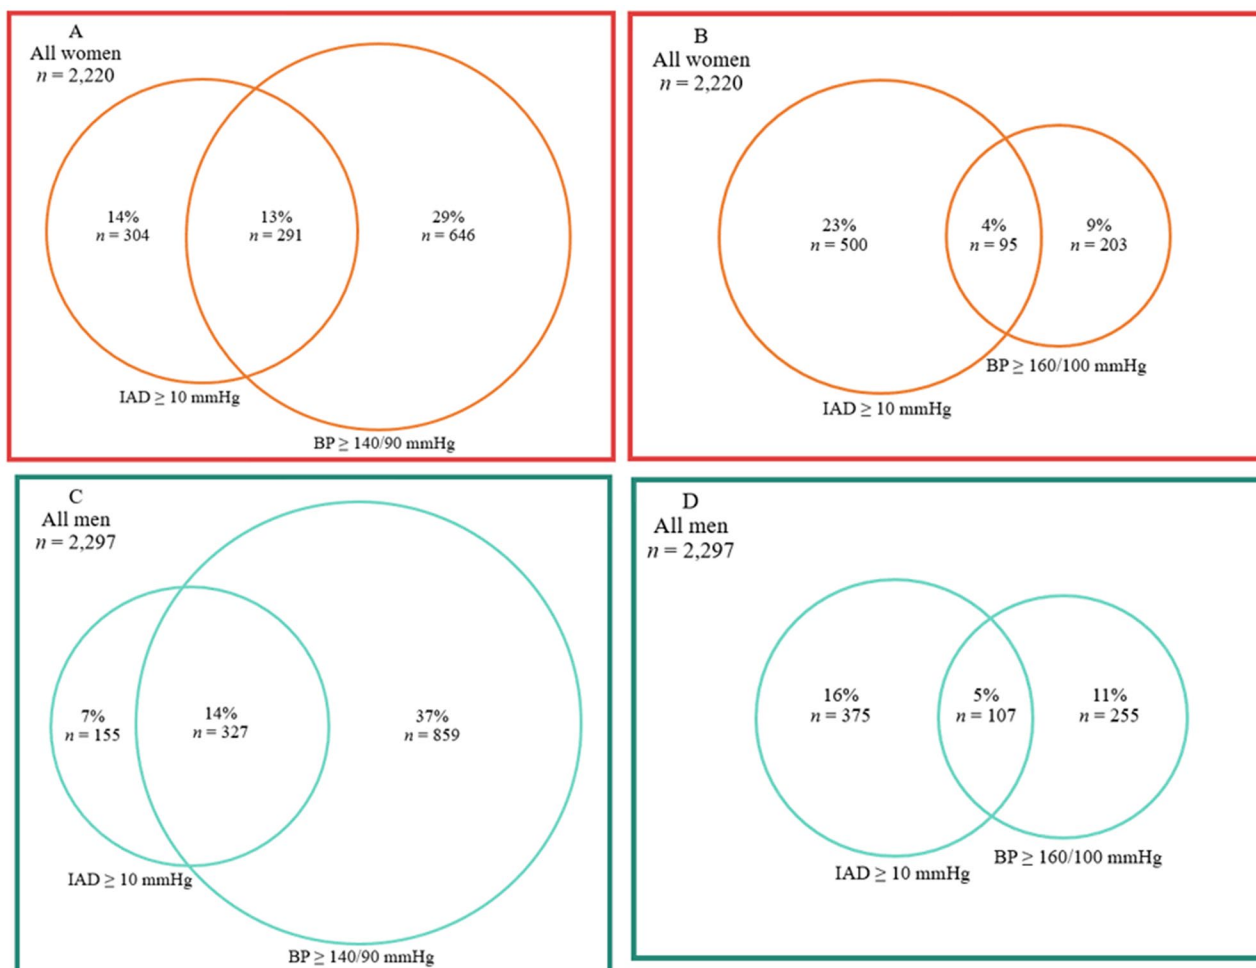 A
All women
n = 2,220
14%
n = 304
13%
n = 291
29%
n = 646
IAD ≥ 10 mmHg
BP ≥ 140/90 mmHg
B
All women
n = 2,220
23%
n = 500
4%
n = 95
9%
n = 203
BP ≥ 160/100 mmHg
IAD ≥ 10 mmHg
C
All men
n = 2,297
7%
n = 155
14%
n = 327
37%
n = 859
IAD ≥ 10 mmHg
BP ≥ 140/90 mmHg
D
All men
n = 2,297
16%
n = 375
5%
n = 107
11%
n = 255
BP ≥ 160/100 mmHg
IAD ≥ 10 mmHg